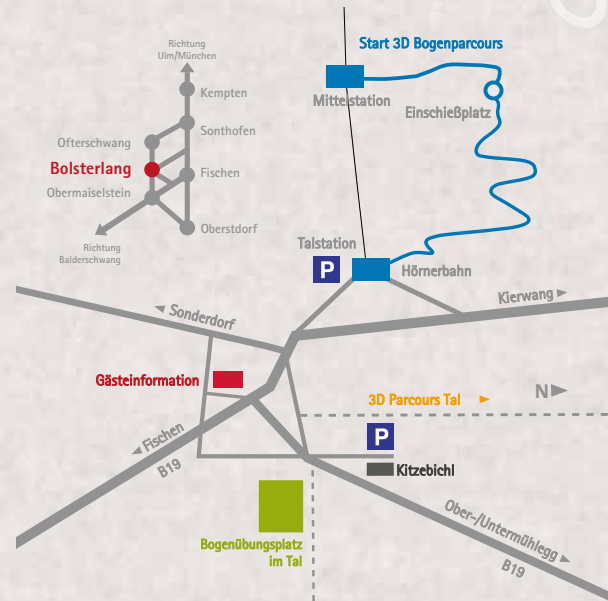 Start 3D Bogenparcours
Richtung
Ulm/München
Kempten
Mittelstation
Einschießplatz
Sonthofen
Ofterschwang
Bolsterlang
Fischen
Obermaiselstein
Oberstdorf
Richtung
Balderschwang
Talstation
P
Hörnerbahn
Kierwang
Sonderdorf
Gästeinformation
N
3D Parcours Tal
Fischen
B19
P
Kitzebichl
Ober-/Untermühlegg
B19
Bogenübungsplatz
im Tal